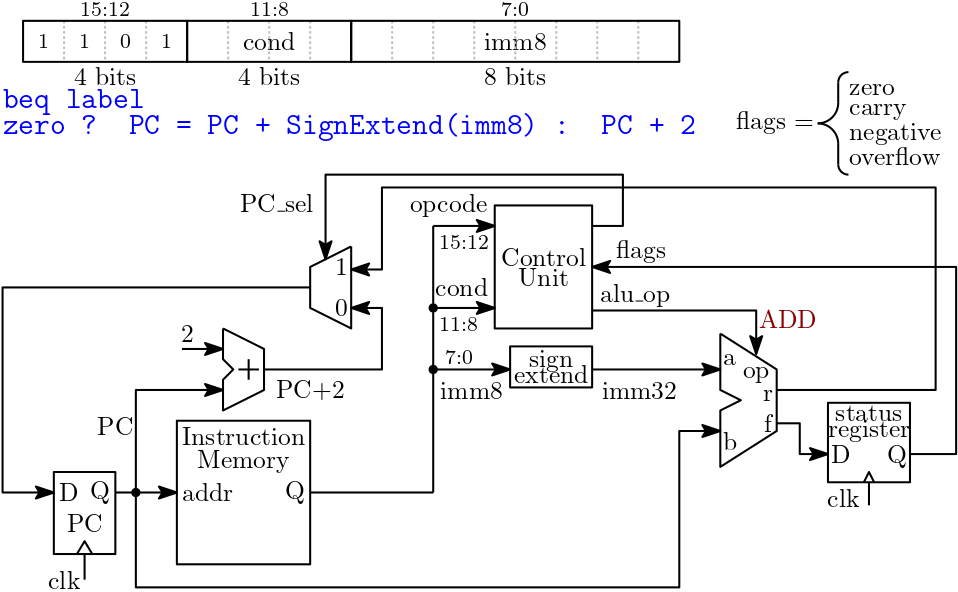 15:12 11:8 7:0
1 1 0 1 cond imm8
4 bits 4 bits 8 bits
beq label
zero ? PC = PC + SignExtend(imm8) : PC + 2
flags =
zero
carry
negative
overflow
PC_sel
opcode
15:12
Control
Unit
flags
cond
11:8
alu_op
ADD
1
0
2
+
PC+2
7:0
imm8
sign
extend
imm32
a
op
r
f
b
status
register
D Q
clk
PC
Instruction
Memory
addr Q
D Q
PC
clk